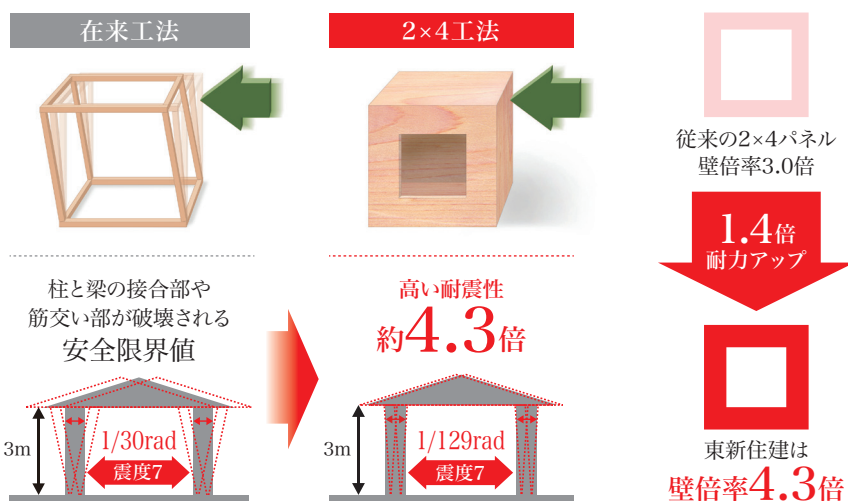 在来工法
柱と梁の接合部や
筋交い部が破壊される
安全限界値
3m
1/30rad
震度7
2×4工法
高い耐震性
約4.3倍
3m
1/129rad
震度7
従来の2×4パネル
壁倍率3.0倍
1.4倍
耐力アップ
東新住建は
壁倍率4.3倍